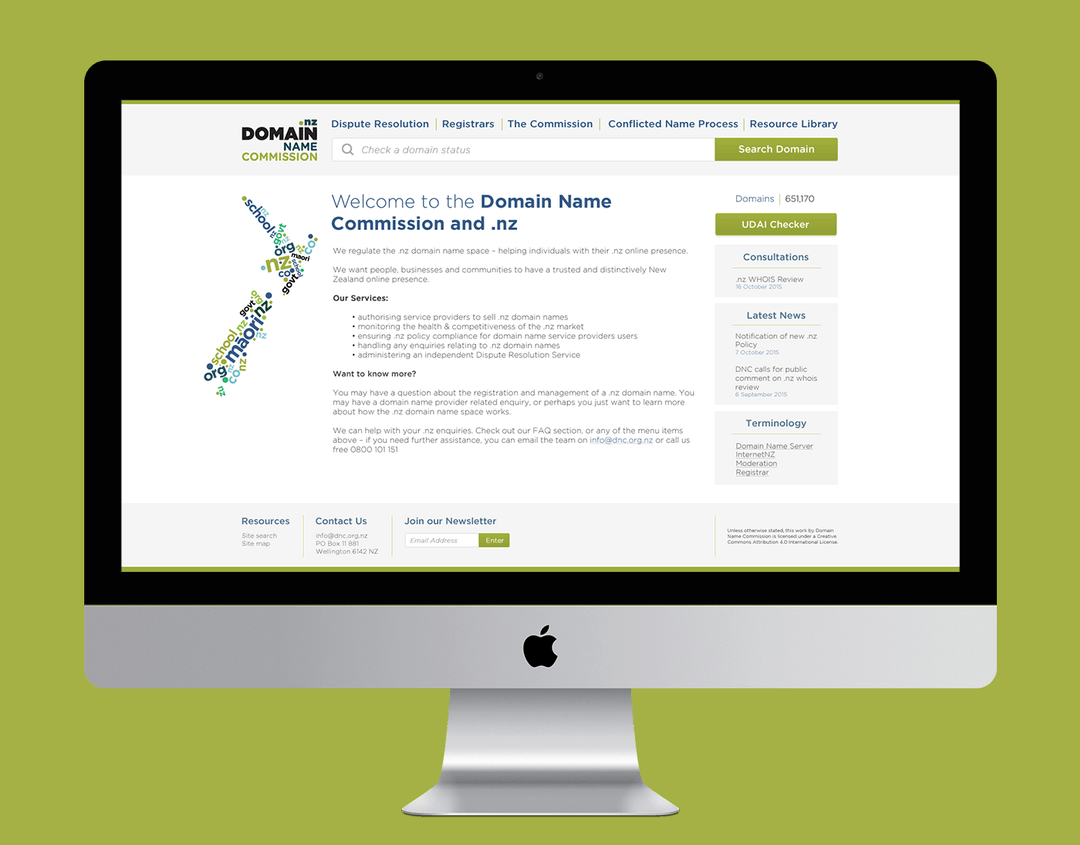 .nz
DOMAIN
NAME
COMMISSION
Dispute Resolution
Registrars
The Commission
Conflicted Name Process
Resource Library
Check a domain status
Search Domain
school
.nz
govt
org
co
maori
nz
co
govt
org
govt
nz
school
.nz
māori
nz
org
co
nz
.nz
Welcome to the Domain Name
Commission and .nz
We regulate the .nz domain name space – helping individuals with their .nz online presence.
We want people, businesses and communities to have a trusted and distinctively New
Zealand online presence.
Our Services:
• authorising service providers to sell .nz domain names
• monitoring the health & competitiveness of the .nz market
• ensuring .nz policy compliance for domain name service providers users
• handling any enquiries relating to .nz domain names
• administering an independent Dispute Resolution Service
Want to know more?
You may have a question about the registration and management of a .nz domain name. You
may have a domain name provider related enquiry, or perhaps you just want to learn more
about how the .nz domain name space works.
We can help with your .nz enquiries. Check out our FAQ section, or any of the menu items
above – if you need further assistance, you can email the team on info@dnc.org.nz or call us
free 0800 101 151
Domains 651,170
UDAI Checker
Consultations
.nz WHOIS Review
16 October 2015
Latest News
Notification of new .nz
Policy
7 October 2015
DNC calls for public
comment on .nz whois
review
6 September 2015
Terminology
Domain Name Server
InternetNZ
Moderation
Registrar
Resources
Site search
Site map
Contact Us
info@dnc.org.nz
PO Box 11 881
Wellington 6142 NZ
Join our Newsletter
Email Address
Enter
Unless otherwise stated, this work by Domain
Name Commission is licensed under a Creative
Commons Attribution 4.0 International License.